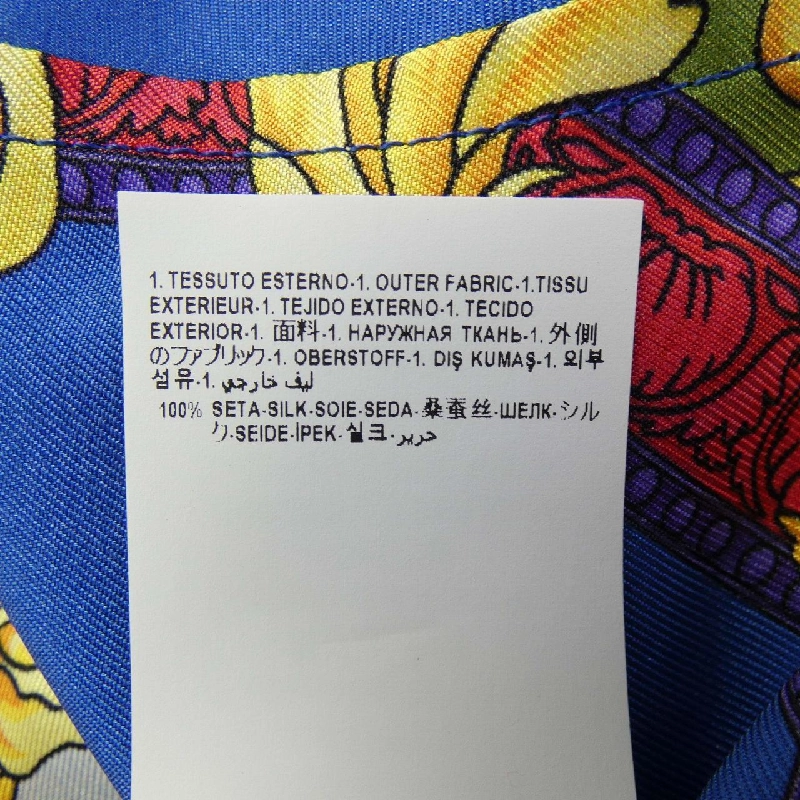 1. TESSUTO ESTERNO-1. OUTER FABRIC-1.TISSU
EXTERIEUR-1. TEJIDO EXTERNO-1. TECIDO
EXTERIOR-1. 面料-1. НАРУЖНАЯ ТКАНЬ-1. 外側
のファブリック-1. OBERSTOFF-1. DIŞ KUMAŞ-1. 외부
섬유-1. ليف خارجي
100% SETA-SILK-SOIE-SEDA-桑蚕丝-ШЕЛК-シル
ク-SEIDE-İPEK-실크-حرير